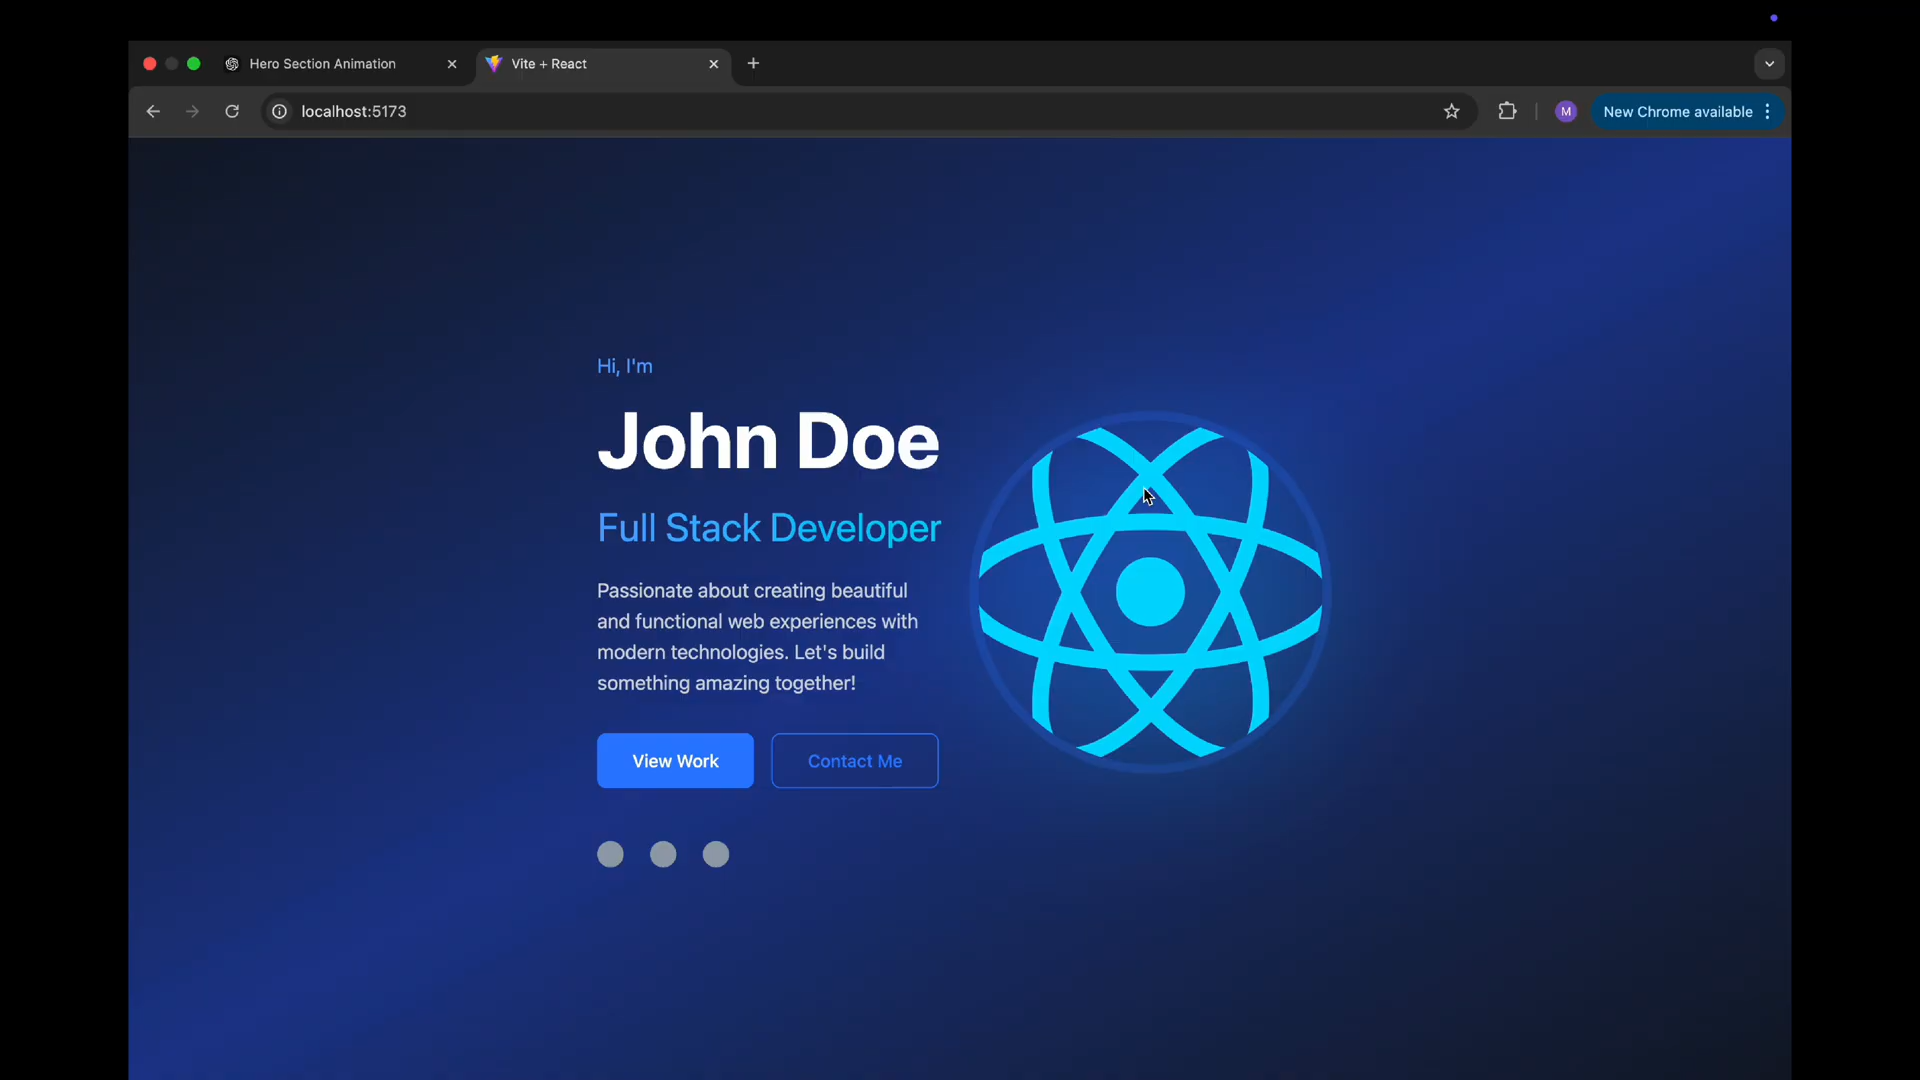 Hero Section Animation
Vite + React
localhost:5173
M
New Chrome available
Hi, I'm
John Doe
Full Stack Developer
Passionate about creating beautiful
and functional web experiences with
modern technologies. Let's build
something amazing together!
View Work
Contact Me